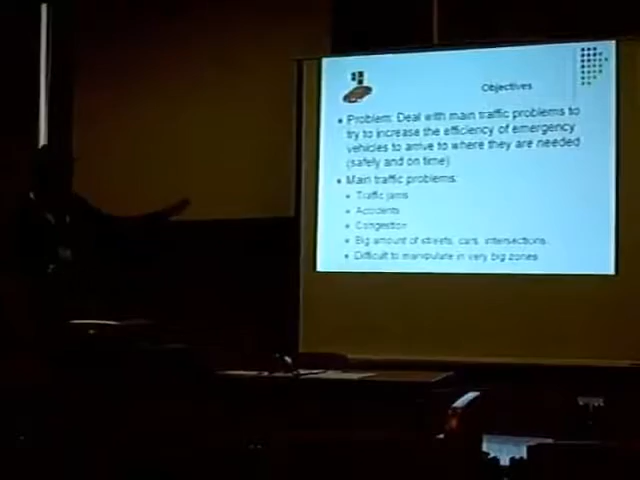 Objectives
Problem: Deal with main traffic problems to
try to increase the efficiency of emergency
vehicles to arrive to where they are needed
(safely and on time)
Main traffic problems:
Traffic jams
Accidents
Congestion
Big amount of streets, cars, intersections.
Difficult to manipulate in very big zones